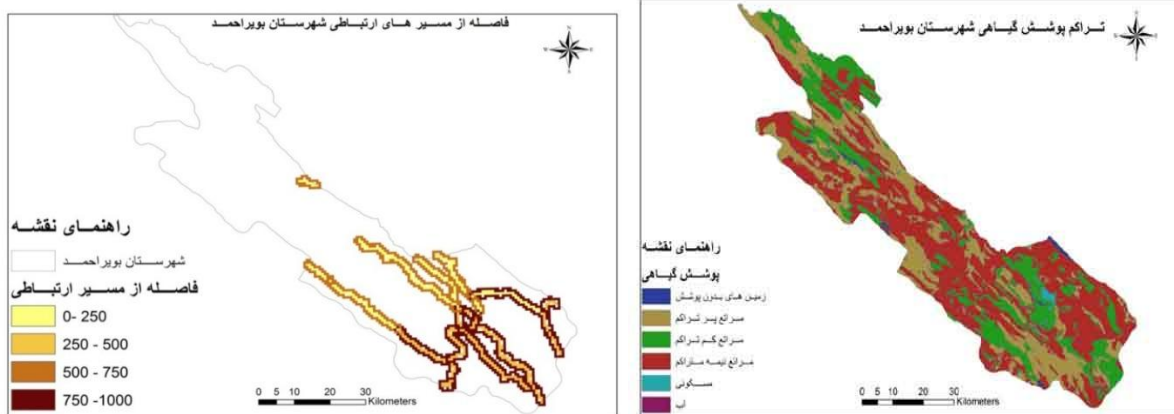 فاصله از مسیر های ارتباطی شهرستان بویراحمد
راهنمای نقشه
شهرستان بویراحمد
فاصله از مسیر ارتباطی
0- 250
250 - 500
500 - 750
750 -1000
0 5 10 20 30
Kilometers
تراکم پوشش گیاهی شهرستان بویراحمد
راهنمای نقشه
پوشش گیاهی
زمین های بدون پوشش
مراتع پر تراکم
مراتع کم تراکم
مراتع نیمه متراکم
مسکونی
آب
0 5 10 20 30
Kilometers